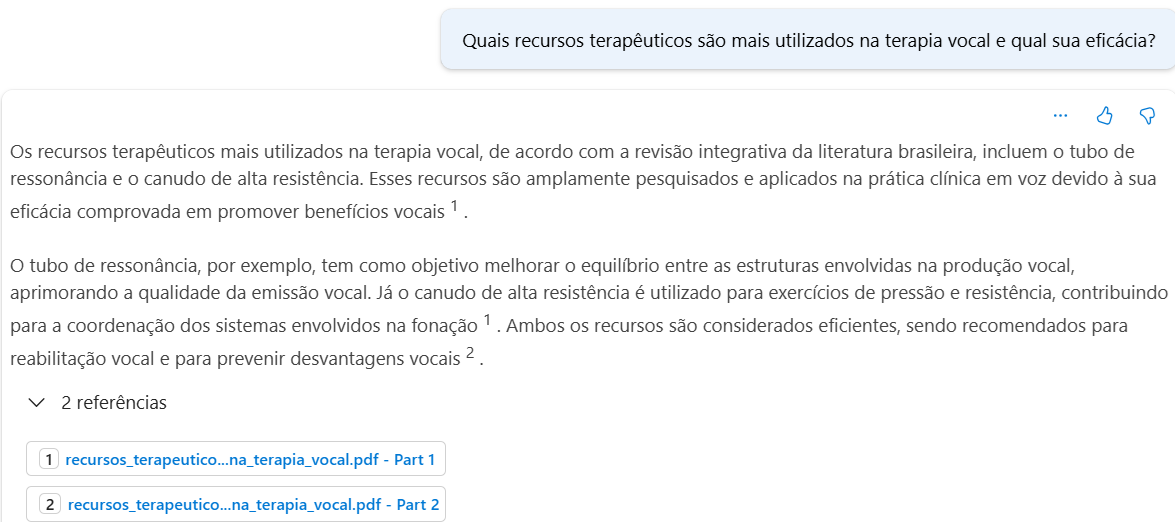 Quais recursos terapêuticos são mais utilizados na terapia vocal e qual sua eficácia?
Os recursos terapêuticos mais utilizados na terapia vocal, de acordo com a revisão integrativa da literatura brasileira, incluem o tubo de
ressonância e o canudo de alta resistência. Esses recursos são amplamente pesquisados e aplicados na prática clínica em voz devido à sua
eficácia comprovada em promover benefícios vocais 1 .
O tubo de ressonância, por exemplo, tem como objetivo melhorar o equilíbrio entre as estruturas envolvidas na produção vocal,
aprimorando a qualidade da emissão vocal. Já o canudo de alta resistência é utilizado para exercícios de pressão e resistência, contribuindo
para a coordenação dos sistemas envolvidos na fonação 1 . Ambos os recursos são considerados eficientes, sendo recomendados para
reabilitação vocal e para prevenir desvantagens vocais 2 .
2 referências
1 recursos_terapeutico...na_terapia_vocal.pdf - Part 1
2 recursos_terapeutico...na_terapia_vocal.pdf - Part 2